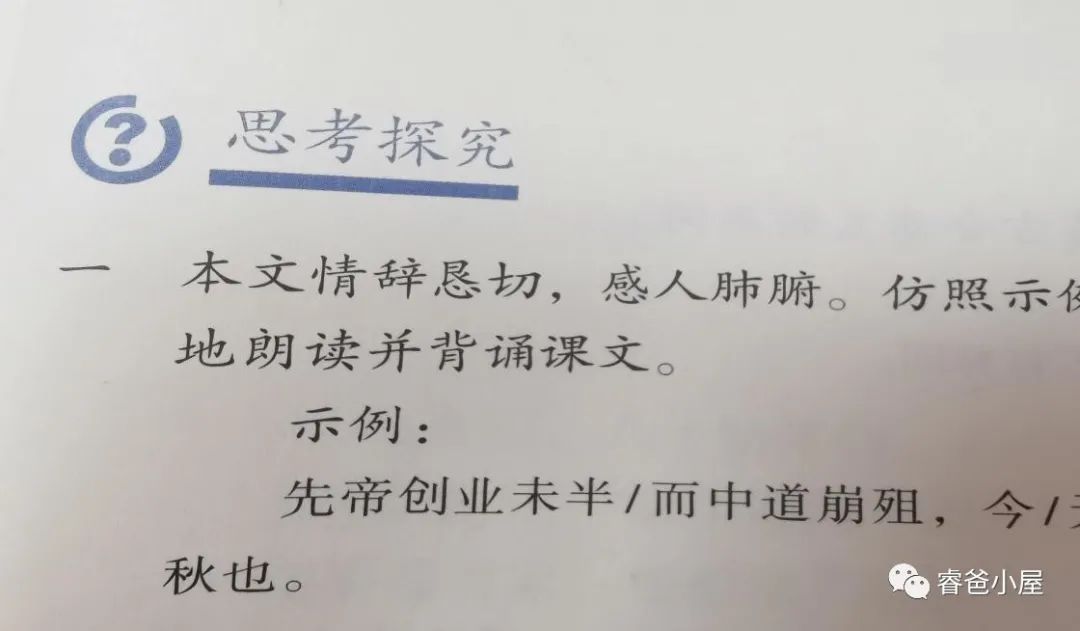 思考探究
一 本文情辞恳切，感人肺腑。仿照示例
地朗读并背诵课文。
示例：
先帝创业未半/而中道崩殂，今/
秋也。
睿爸小屋